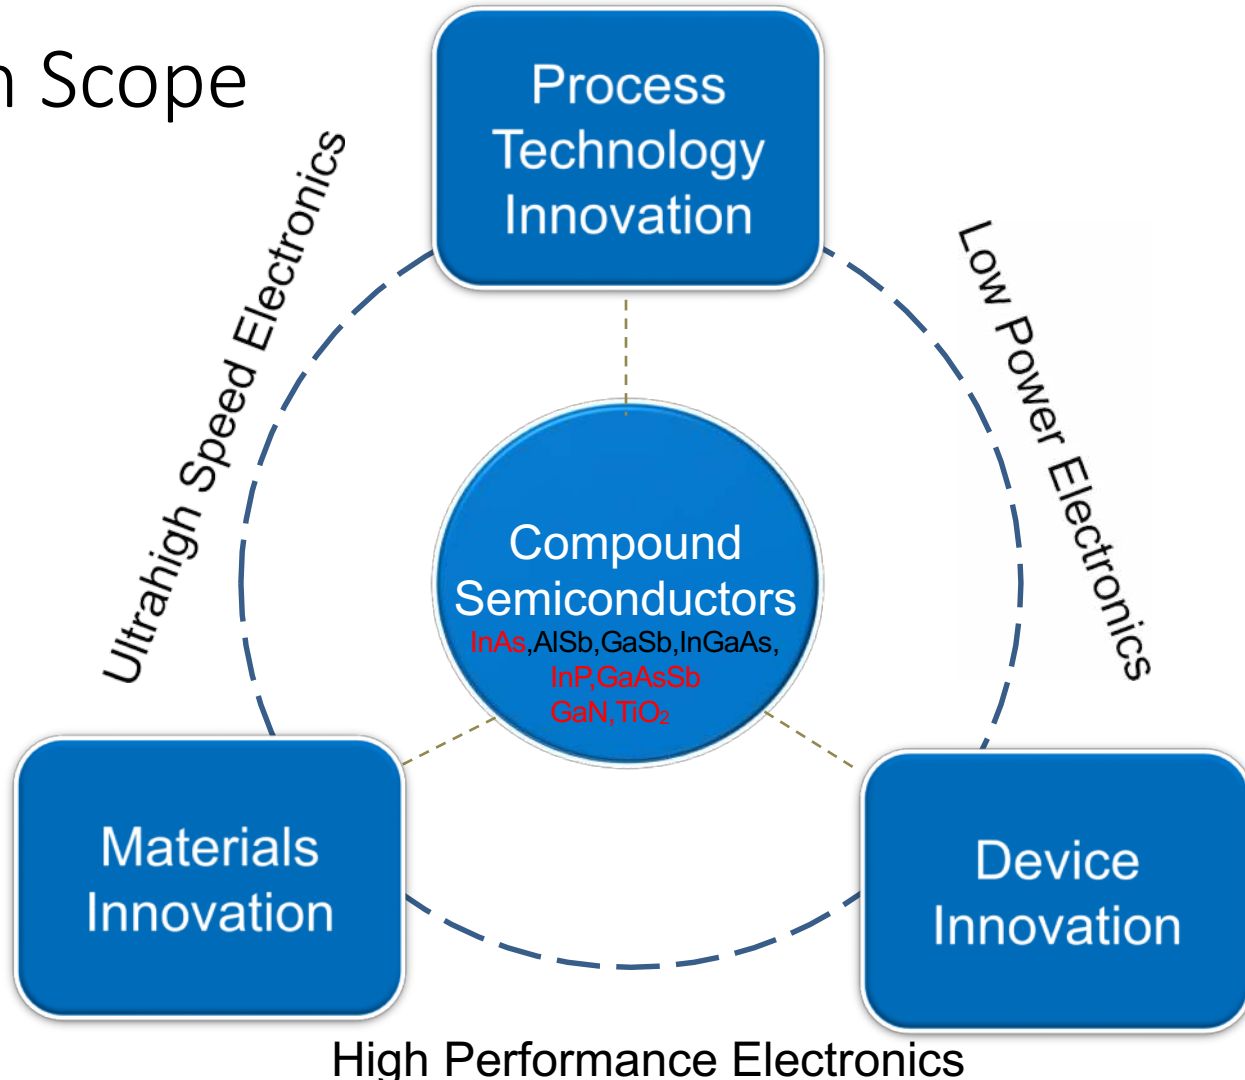 n Scope
Process
Technology
Innovation
Ultrahigh Speed Electronics
Low Power Electronics
Compound
Semiconductors
InAs,AlSb,GaSb,InGaAs,
InP,GaAsSb
GaN,TiO₂
Materials
Innovation
Device
Innovation
High Performance Electronics